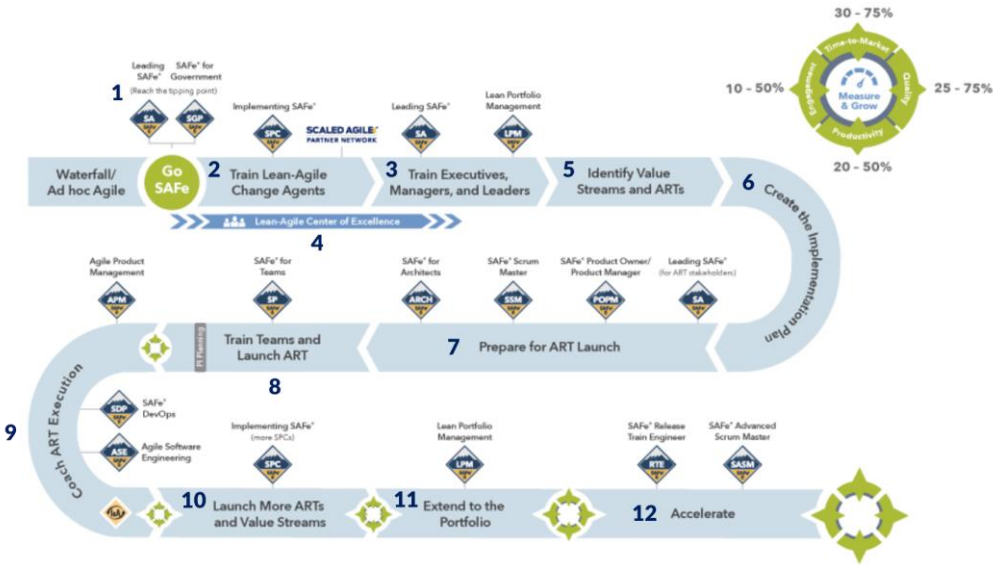 30 - 75%
Time-to-Market
10 - 50%
Engagement
Measure
& Grow
Quality
25 - 75%
Productivity
20 - 50%
1
Leading
SAFe®
SAFe® for
Government
(Reach the tipping point)
SA
SGP
Implementing SAFe®
SPC
SCALED AGILE®
PARTNER NETWORK
Leading SAFe®
SA
Lean Portfolio
Management
LPM
Waterfall/
Ad hoc Agile
Go
SAFe
2
Train Lean-Agile
Change Agents
3
Train Executives,
Managers, and Leaders
5
Identify Value
Streams and ARTs
6
Create the Implementation Plan
Lean-Agile Center of Excellence
4
Agile Product
Management
APM
SAFe® for
Teams
SP
SAFe® for
Architects
ARCH
SAFe® Scrum
Master
SSM
SAFe® Product Owner/
Product Manager
POPM
Leading SAFe®
(for ART stakeholders)
SA
PI Planning
Train Teams and
Launch ART
8
7
Prepare for ART Launch
9
Coach ART Execution
SDP
SAFe®
DevOps
ASE
Agile Software
Engineering
I&A
Implementing SAFe®
(more SPCs)
SPC
Lean Portfolio
Management
LPM
SAFe® Release
Train Engineer
RTE
SAFe® Advanced
Scrum Master
SASM
10
Launch More ARTs
and Value Streams
11
Extend to the
Portfolio
12
Accelerate